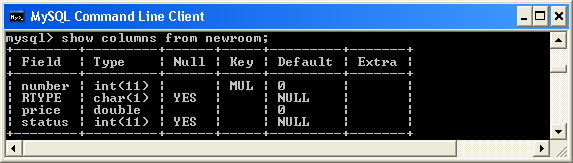 MySQL Command Line Client
mysql> show columns from newroom;
+--------+---------+------+-----+---------+-------+
| Field | Type | Null | Key | Default | Extra |
+--------+---------+------+-----+---------+-------+
| number | int(11) | | MUL | 0 | |
| RTYPE | char(1) | YES | | NULL | |
| price | double | | | 0 | |
| status | int(11) | YES | | NULL | |
+--------+---------+------+-----+---------+-------+